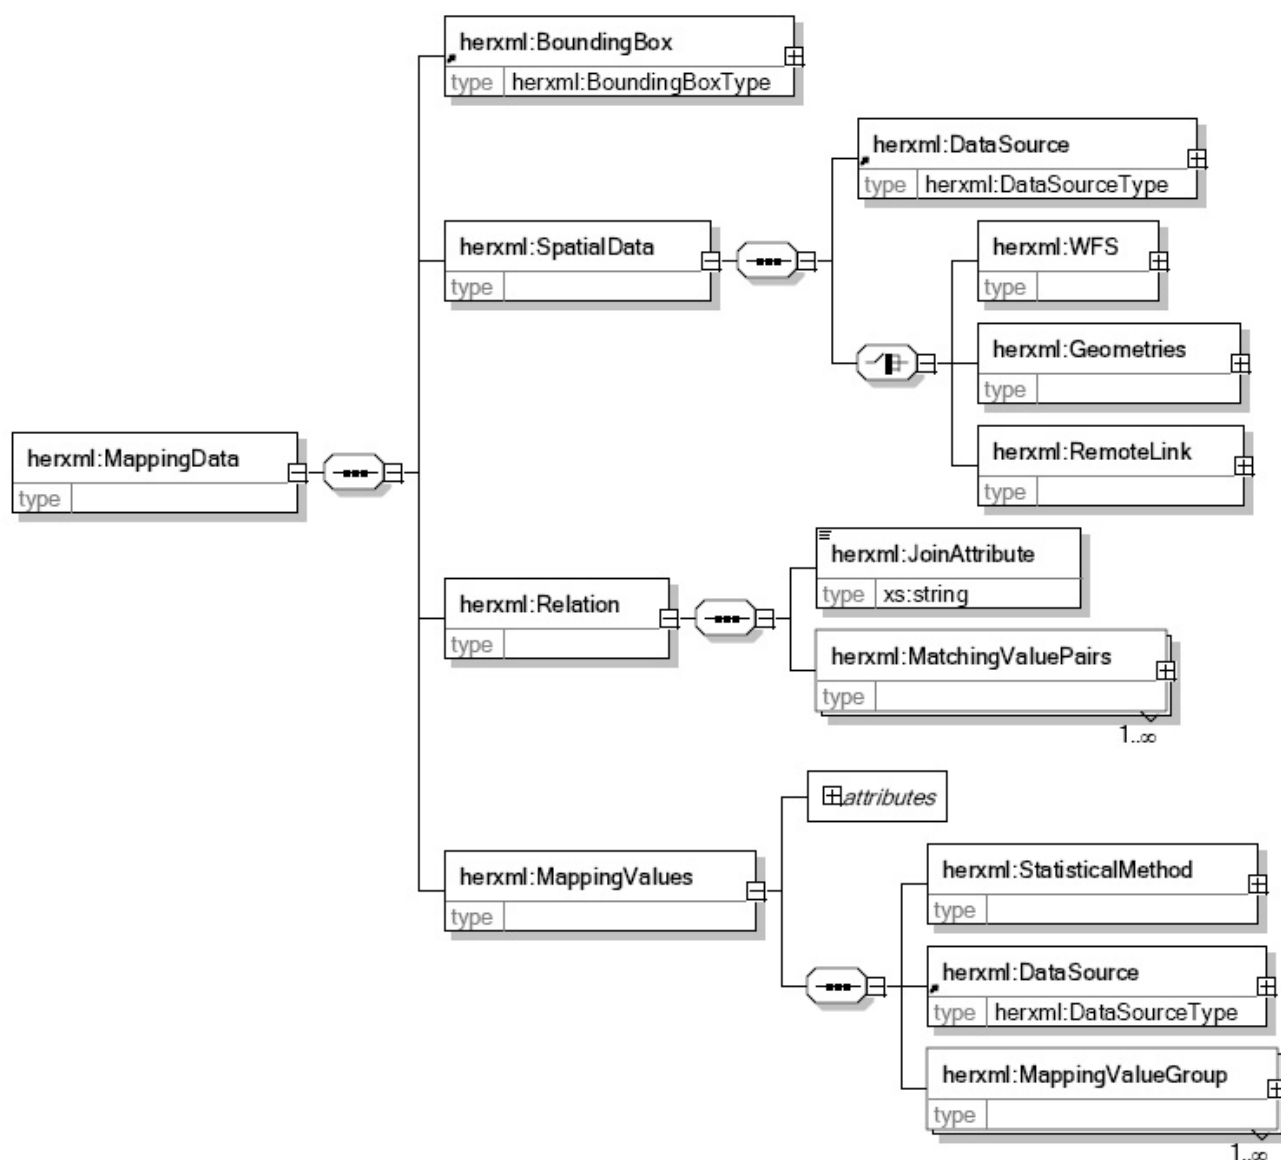 herxml:BoundingBox
type herxml:BoundingBoxType
herxml:DataSource
type herxml:DataSourceType
herxml:SpatialData
type
herxml:WFS
type
herxml:Geometries
type
herxml:RemoteLink
type
herxml:MappingData
type
herxml:JoinAttribute
type xs:string
herxml:Relation
type
herxml:MatchingValuePairs
type
1..∞
attributes
herxml:MappingValues
type
herxml:StatisticalMethod
type
herxml:DataSource
type herxml:DataSourceType
herxml:MappingValueGroup
type
1..∞